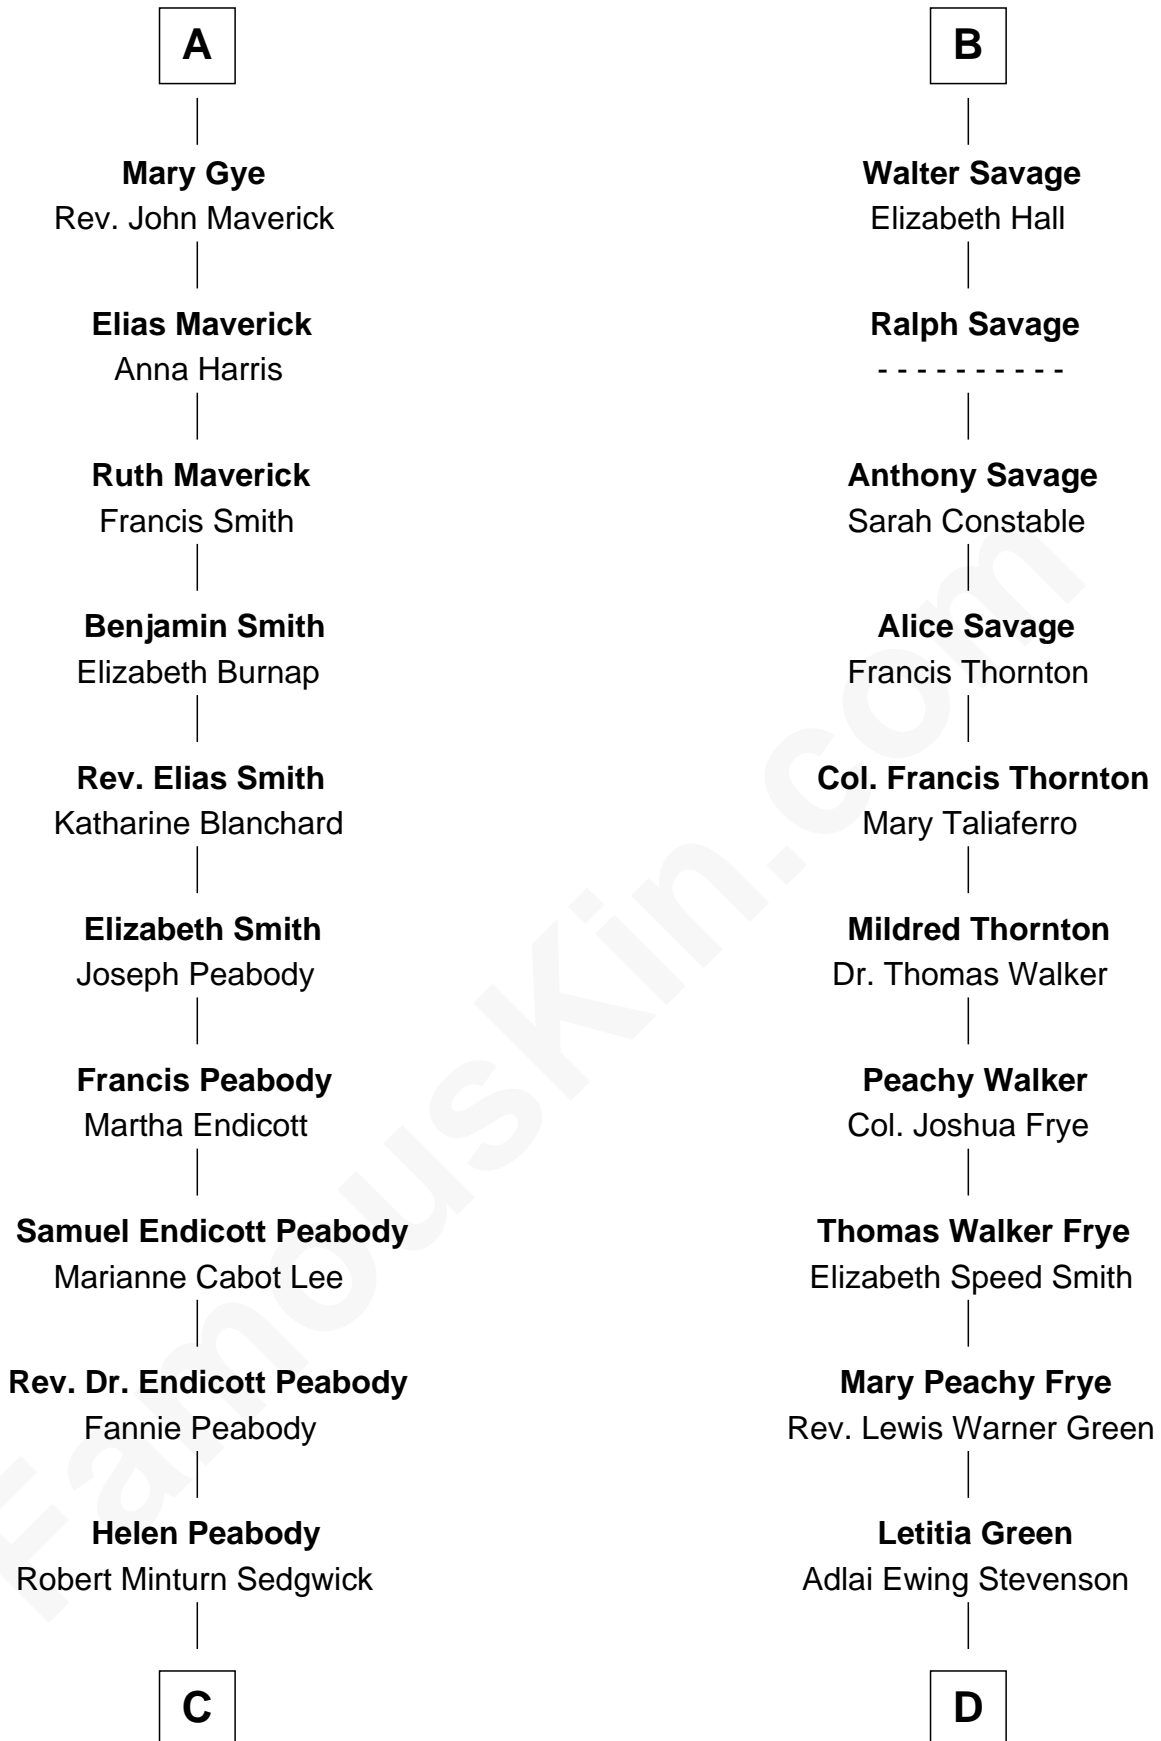 A
Mary Gye
Rev. John Maverick
Elias Maverick
Anna Harris
Ruth Maverick
Francis Smith
Benjamin Smith
Elizabeth Burnap
Rev. Elias Smith
Katharine Blanchard
Elizabeth Smith
Joseph Peabody
Francis Peabody
Martha Endicott
Samuel Endicott Peabody
Marianne Cabot Lee
Rev. Dr. Endicott Peabody
Fannie Peabody
Helen Peabody
Robert Minturn Sedgwick
C
B
Walter Savage
Elizabeth Hall
Ralph Savage
- - - - - - - - - -
Anthony Savage
Sarah Constable
Alice Savage
Francis Thornton
Col. Francis Thornton
Mary Taliaferro
Mildred Thornton
Dr. Thomas Walker
Peachy Walker
Col. Joshua Frye
Thomas Walker Frye
Elizabeth Speed Smith
Mary Peachy Frye
Rev. Lewis Warner Green
Letitia Green
Adlai Ewing Stevenson
D
FamousKin.com